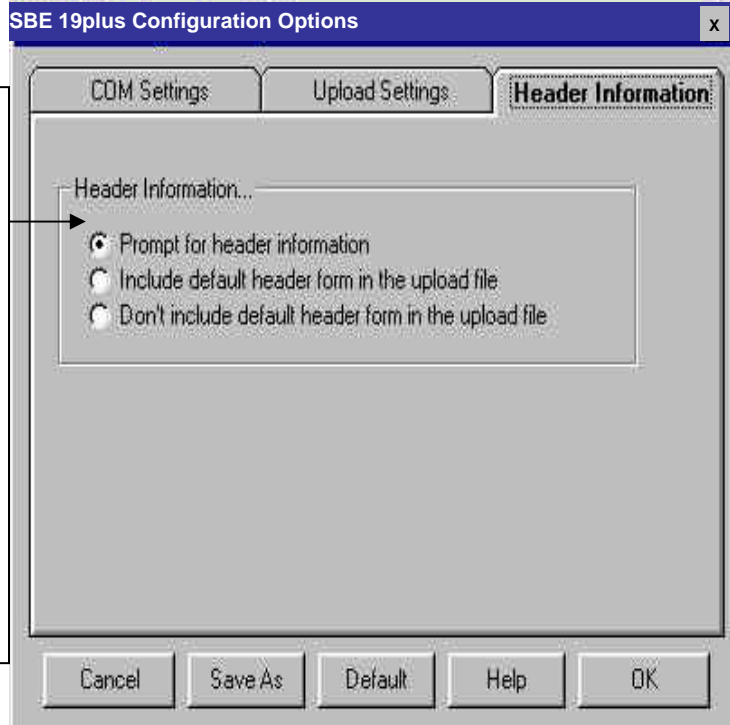 SBE 19plus Configuration Options x
COM Settings Upload Settings Header Information
Header Information...
Prompt for header information
Include default header form in the upload file
Don't include default header form in the upload file
Cancel Save As Default Help OK